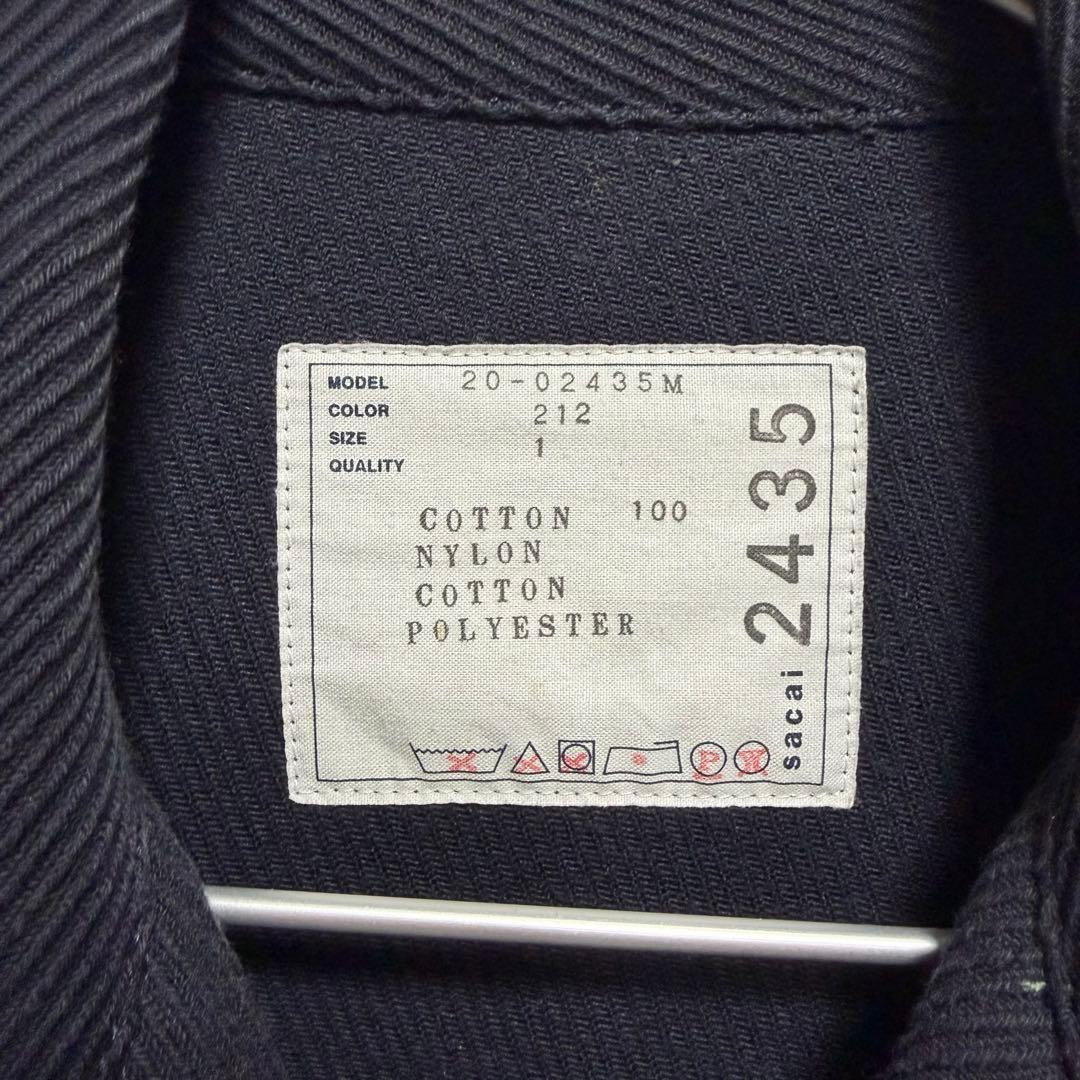 MODEL 20-02435M
COLOR 212
SIZE 1
QUALITY
COTTON 100
NYLON
COTTON
POLYESTER
P W
sacai 2435